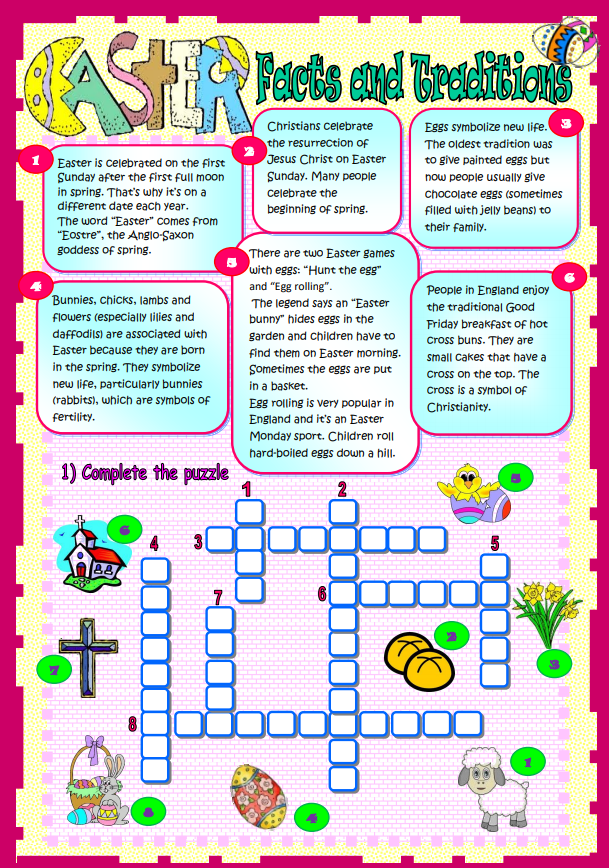 EASTER
Facts and Traditions
1
Easter is celebrated on the first
Sunday after the first full moon
in spring. That's why it's on a
different date each year.
The word "Easter" comes from
"Eostre", the Anglo-Saxon
goddess of spring.
2
Christians celebrate
the resurrection of
Jesus Christ on Easter
Sunday. Many people
celebrate the
beginning of spring.
3
Eggs symbolize new life.
The oldest tradition was
to give painted eggs but
now people usually give
chocolate eggs (sometimes
filled with jelly beans) to
their family.
4
Bunnies, chicks, lambs and
flowers (especially lilies and
daffodils) are associated with
Easter because they are born
in the spring. They symbolize
new life, particularly bunnies
(rabbits), which are symbols of
fertility.
5
There are two Easter games
with eggs: "Hunt the egg"
and "Egg rolling".
The legend says an "Easter
bunny" hides eggs in the
garden and children have to
find them on Easter morning.
Sometimes the eggs are put
in a basket.
Egg rolling is very popular in
England and it's an Easter
Monday sport. Children roll
hard-boiled eggs down a hill.
6
People in England enjoy
the traditional Good
Friday breakfast of hot
cross buns. They are
small cakes that have a
cross on the top. The
cross is a symbol of
Christianity.
1) Complete the puzzle
1
2
3
4
5
6
7
8
5
6
2
3
7
1
8
4